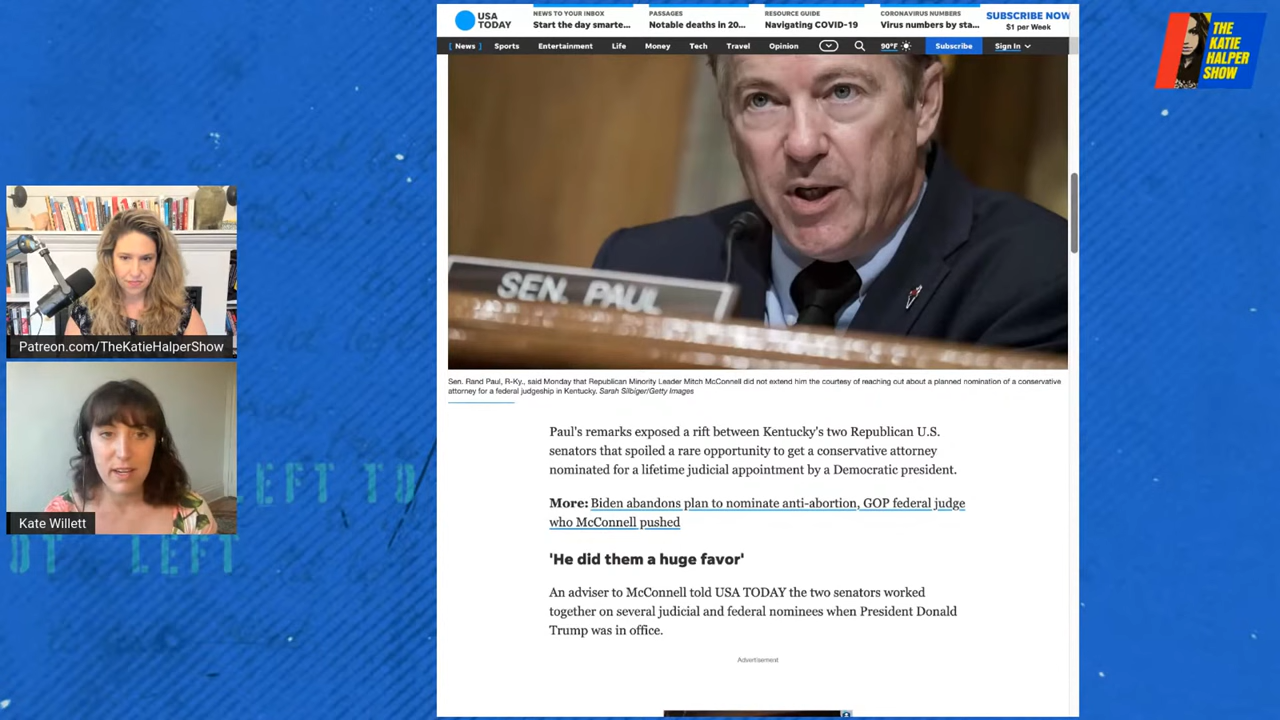 USA
TODAY
NEWS TO YOUR INBOX
Start the day smarte...
PASSAGES
Notable deaths in 20...
RESOURCE GUIDE
Navigating COVID-19
CORONAVIRUS NUMBERS
Virus numbers by sta...
SUBSCRIBE NOW
$1 per Week
[ News ] Sports Entertainment Life Money Tech Travel Opinion 90°F Subscribe Sign In
THE
KATIE
HALPER
SHOW
SEN. PAUL
Patreon.com/TheKatieHalperShow
Kate Willett
Sen. Rand Paul, R-Ky., said Monday that Republican Minority Leader Mitch McConnell did not extend him the courtesy of reaching out about a planned nomination of a conservative
attorney for a federal judgeship in Kentucky. Sarah Silbiger/Getty Images
Paul's remarks exposed a rift between Kentucky's two Republican U.S.
senators that spoiled a rare opportunity to get a conservative attorney
nominated for a lifetime judicial appointment by a Democratic president.
More: Biden abandons plan to nominate anti-abortion, GOP federal judge
who McConnell pushed
'He did them a huge favor'
An adviser to McConnell told USA TODAY the two senators worked
together on several judicial and federal nominees when President Donald
Trump was in office.
Advertisement
LEFT TO
LEFT